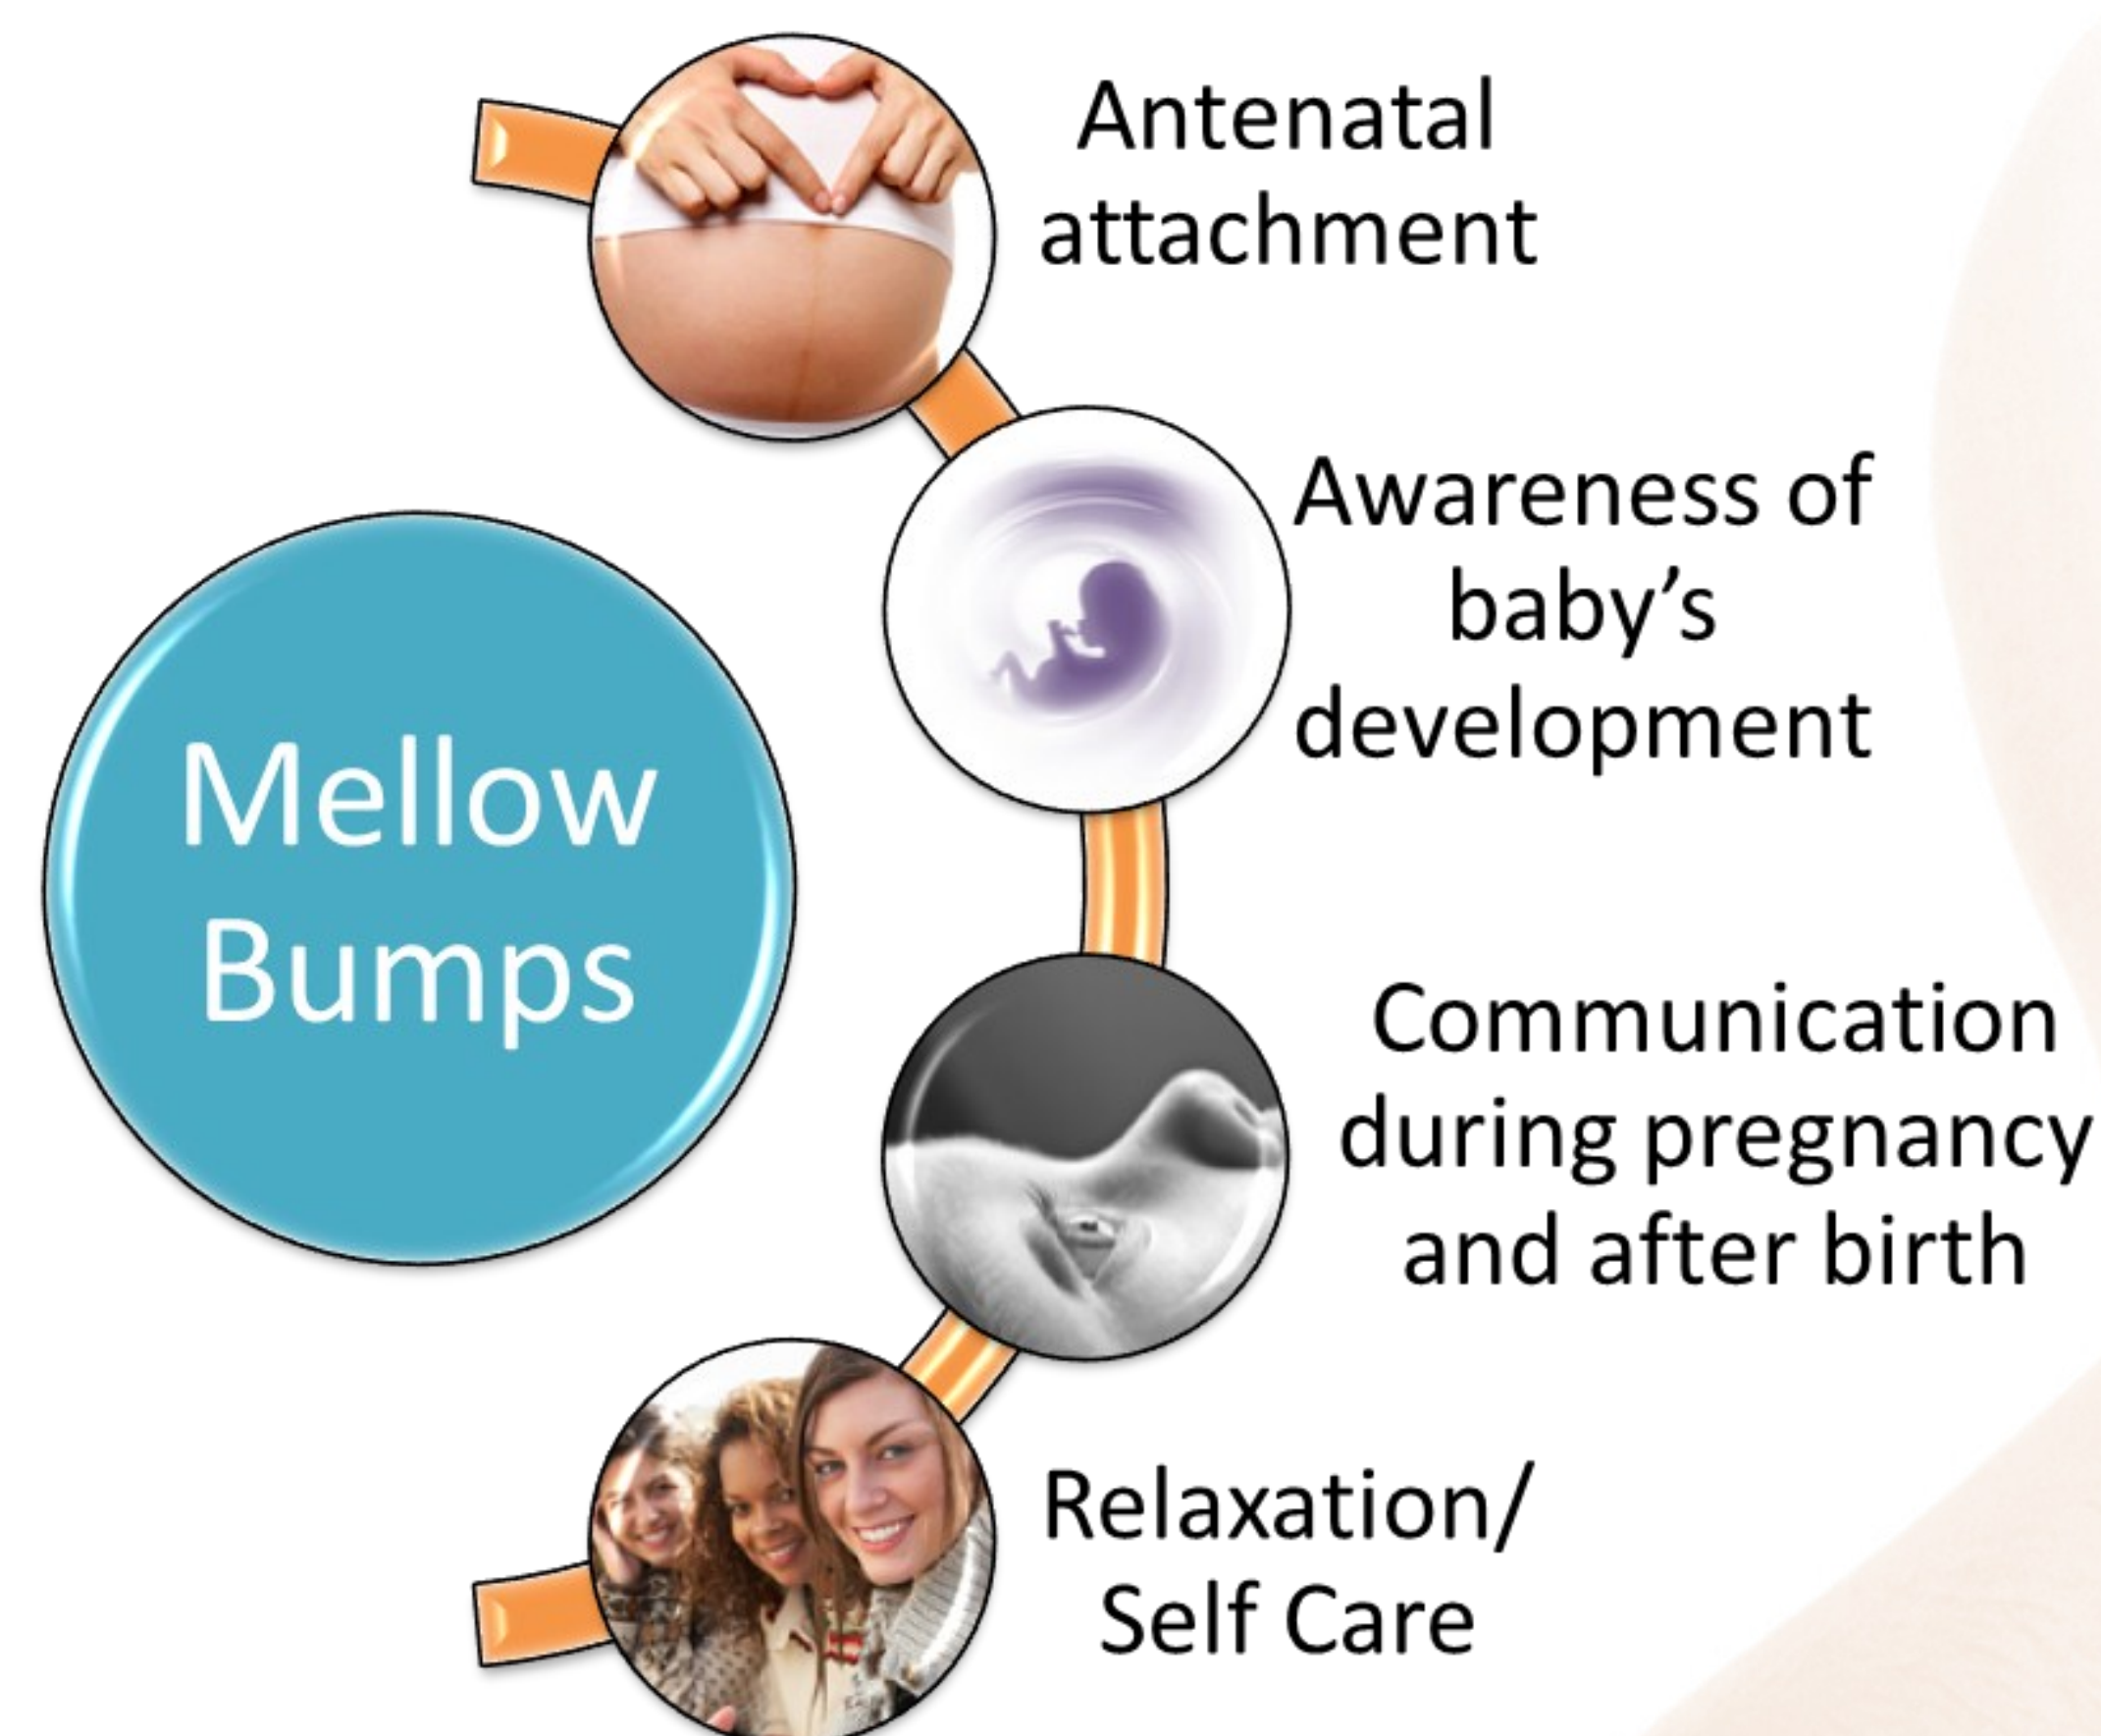 Antenatal
attachment
Awareness of
baby’s
development
Mellow
Bumps
Communication
during pregnancy
and after birth
Relaxation/
Self Care